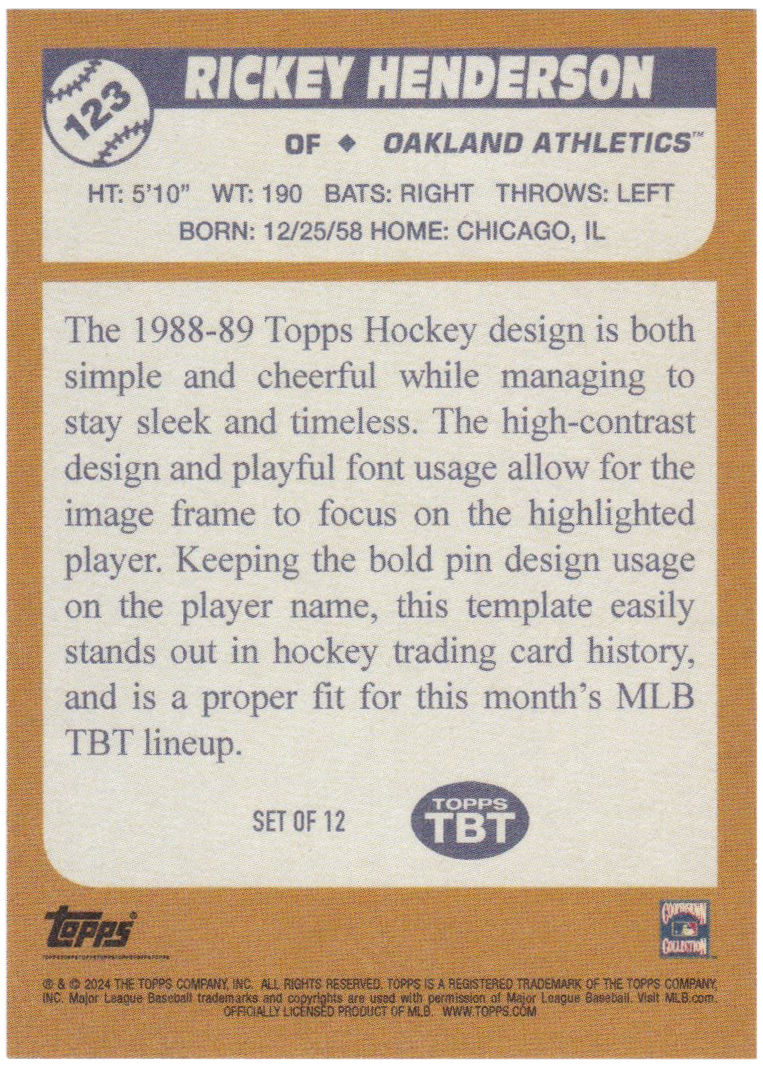 123
RICKEY HENDERSON
OF ◆ OAKLAND ATHLETICS™
HT: 5'10" WT: 190 BATS: RIGHT THROWS: LEFT
BORN: 12/25/58 HOME: CHICAGO, IL
The 1988-89 Topps Hockey design is both
simple and cheerful while managing to
stay sleek and timeless. The high-contrast
design and playful font usage allow for the
image frame to focus on the highlighted
player. Keeping the bold pin design usage
on the player name, this template easily
stands out in hockey trading card history,
and is a proper fit for this month's MLB
TBT lineup.
SET OF 12
TOPPS
TBT
Topps®
COOPERSTOWN
COLLECTION™
® & © 2024 THE TOPPS COMPANY, INC. ALL RIGHTS RESERVED. TOPPS IS A REGISTERED TRADEMARK OF THE TOPPS COMPANY,
INC. Major League Baseball trademarks and copyrights are used with permission of Major League Baseball. Visit MLB.com.
OFFICIALLY LICENSED PRODUCT OF MLB. WWW.TOPPS.COM